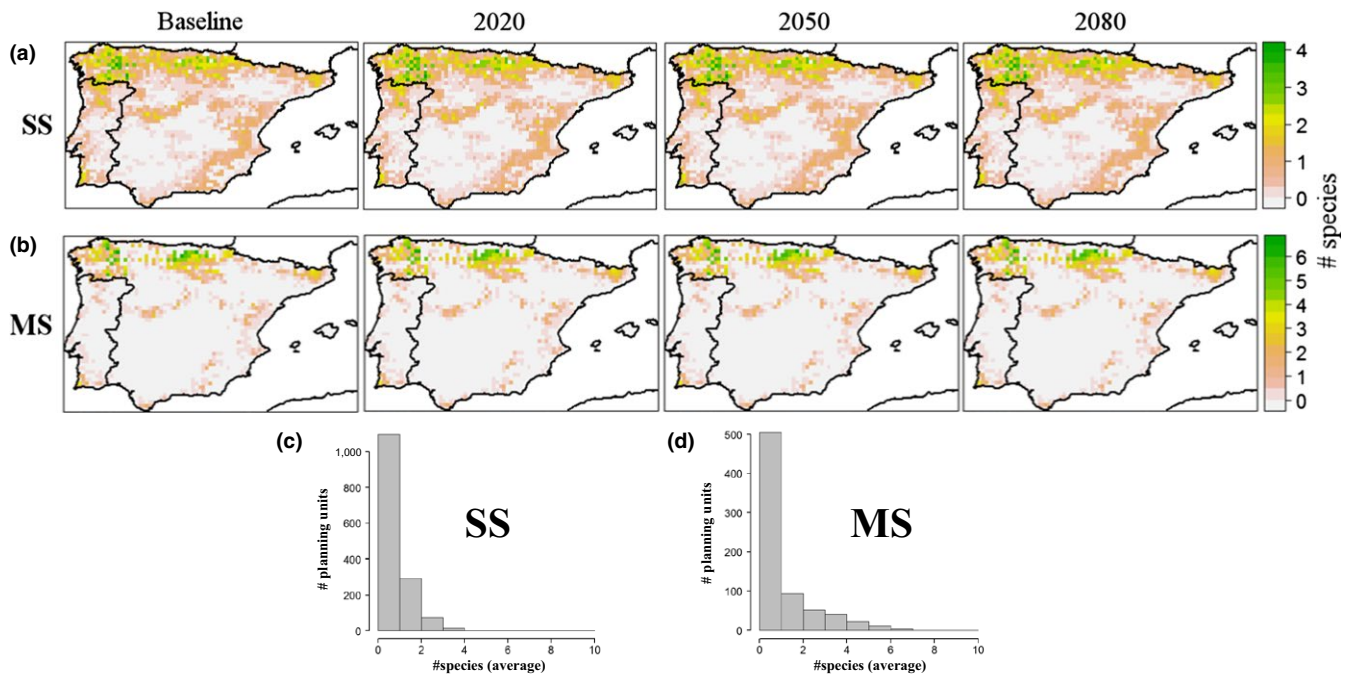 Baseline 2020 2050 2080
(a)
SS
4
3
2
1
0
(b)
MS
6
5
4
3
2
1
0
# species
(c)
1,000
800
600
400
200
0
# planning units
SS
0 2 4 6 8 10
#species (average)
(d)
500
400
300
200
100
0
# planning units
MS
0 2 4 6 8 10
#species (average)